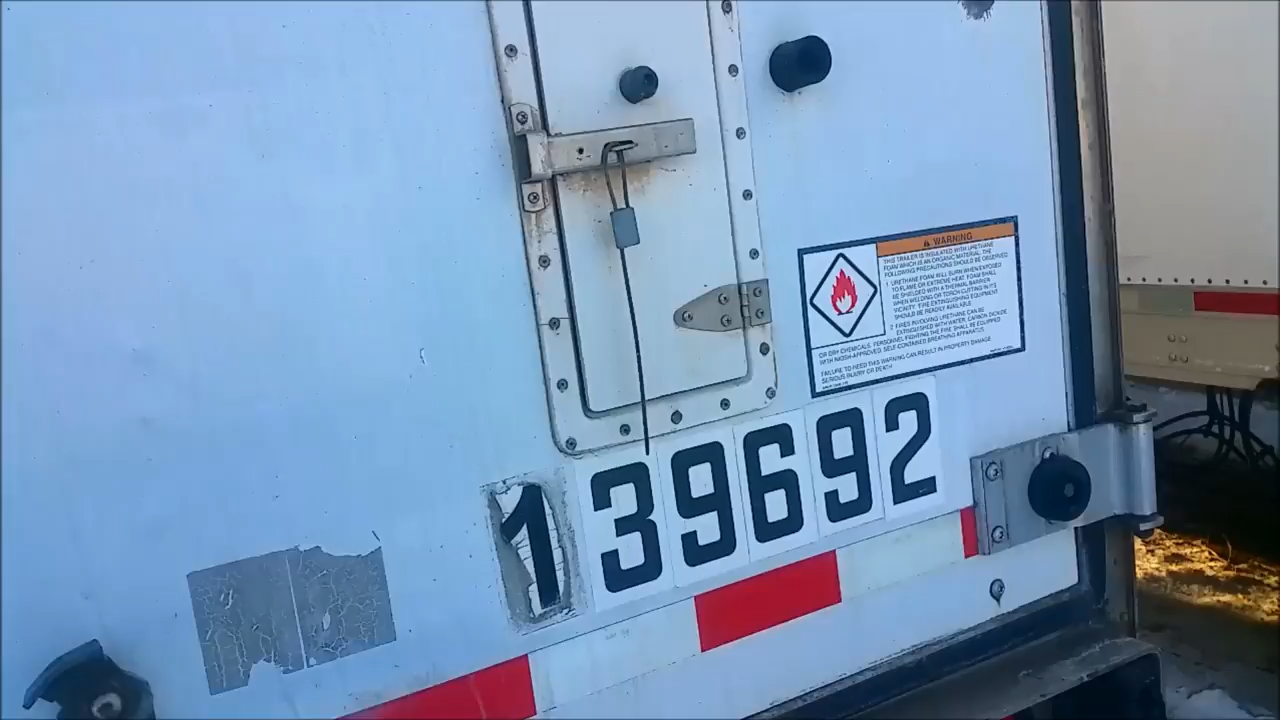 WARNING
THIS TRAILER IS INSULATED WITH URETHANE
FOAM WHICH IS AN ORGANIC MATERIAL. THE
FOLLOWING PRECAUTIONS SHOULD BE OBSERVED
1. URETHANE FOAM WILL BURN WHEN EXPOSED
TO FLAME OR EXTREME HEAT. FOAM SHALL
BE SHIELDED WITH A THERMAL BARRIER
WHEN WELDING OR TORCH CUTTING IN ITS
VICINITY. FIRE EXTINGUISHING EQUIPMENT
SHOULD BE READILY AVAILABLE.
2. FIRES INVOLVING URETHANE CAN BE
EXTINGUISHED WITH WATER, CARBON DIOXIDE
OR DRY CHEMICALS. PERSONNEL FIGHTING THE FIRE SHALL BE EQUIPPED
WITH NIOSH-APPROVED, SELF-CONTAINED BREATHING APPARATUS.
FAILURE TO HEED THIS WARNING CAN RESULT IN PROPERTY DAMAGE,
SERIOUS INJURY OR DEATH.
139692